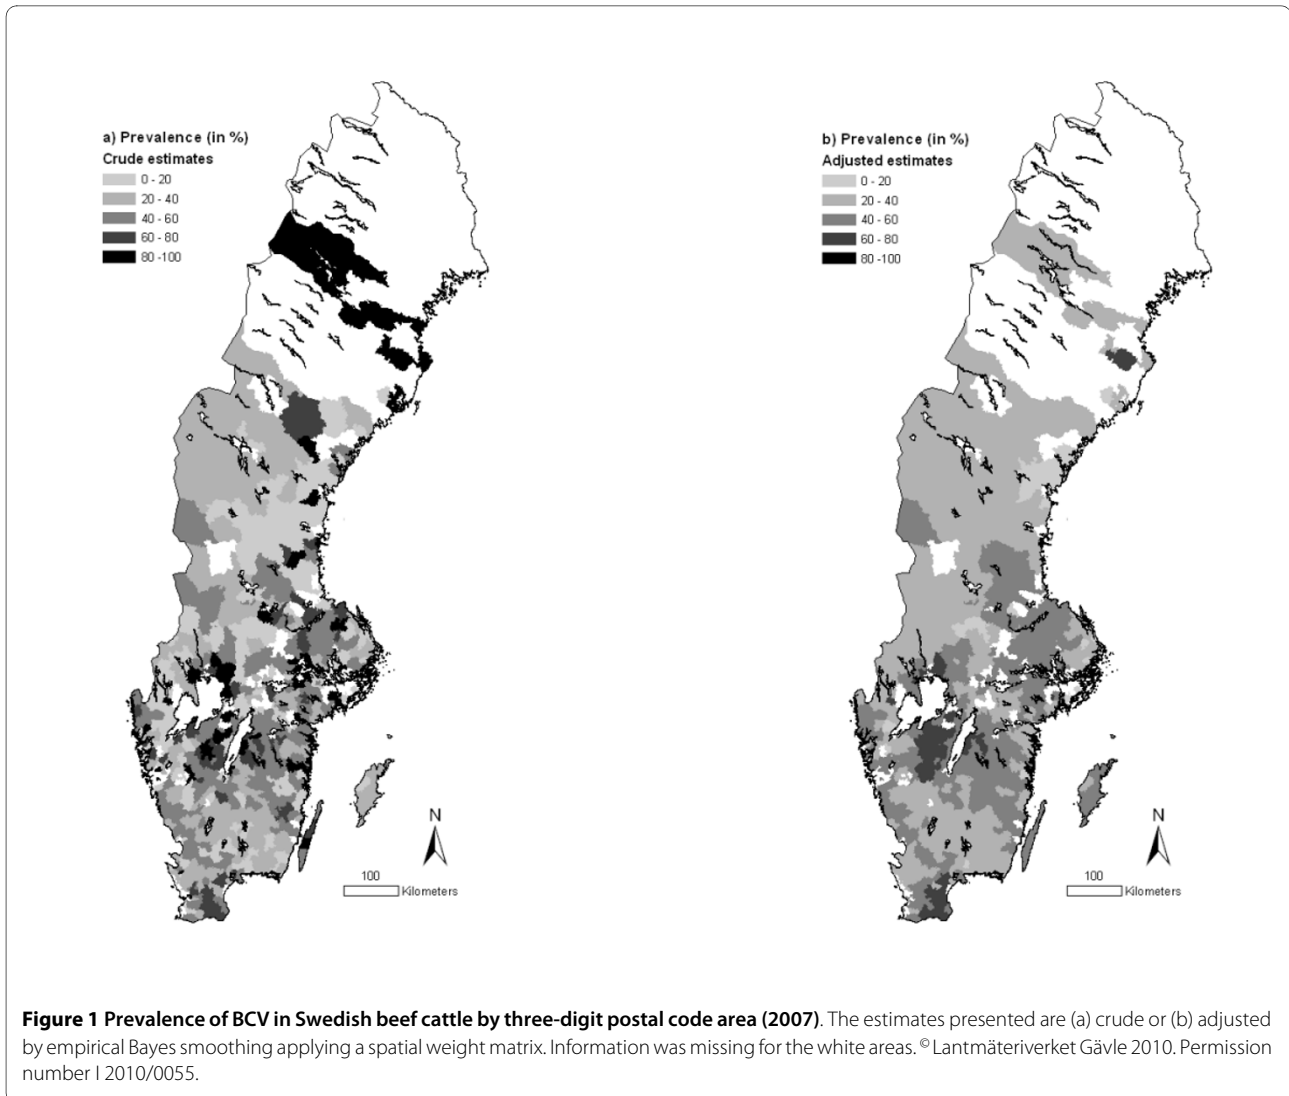 a) Prevalence (in %)
Crude estimates
0 - 20
20 - 40
40 - 60
60 - 80
80 -100
N
100
Kilometers
b) Prevalence (in %)
Adjusted estimates
0 - 20
20 - 40
40 - 60
60 - 80
80 -100
N
100
Kilometers
Figure 1 Prevalence of BCV in Swedish beef cattle by three-digit postal code area (2007). The estimates presented are (a) crude or (b) adjusted
by empirical Bayes smoothing applying a spatial weight matrix. Information was missing for the white areas. © Lantmäteriverket Gävle 2010. Permission
number I 2010/0055.